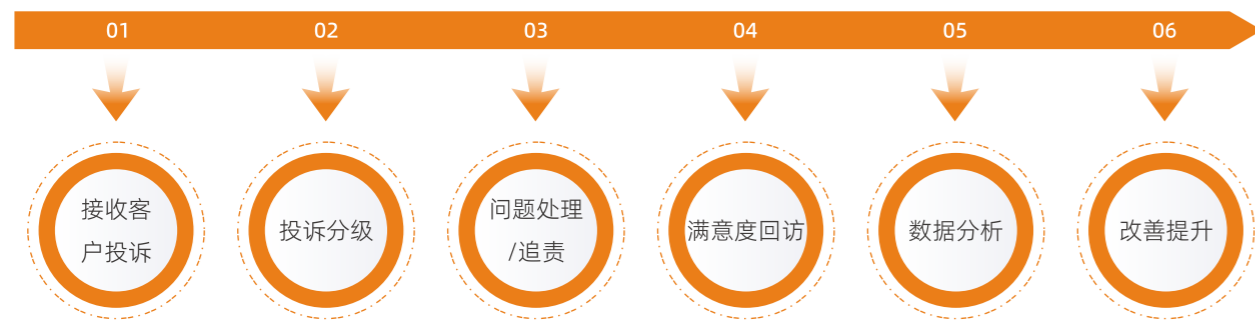 01 02 03 04 05 06
接收客
户投诉
投诉分级
问题处理
/追责
满意度回访
数据分析
改善提升